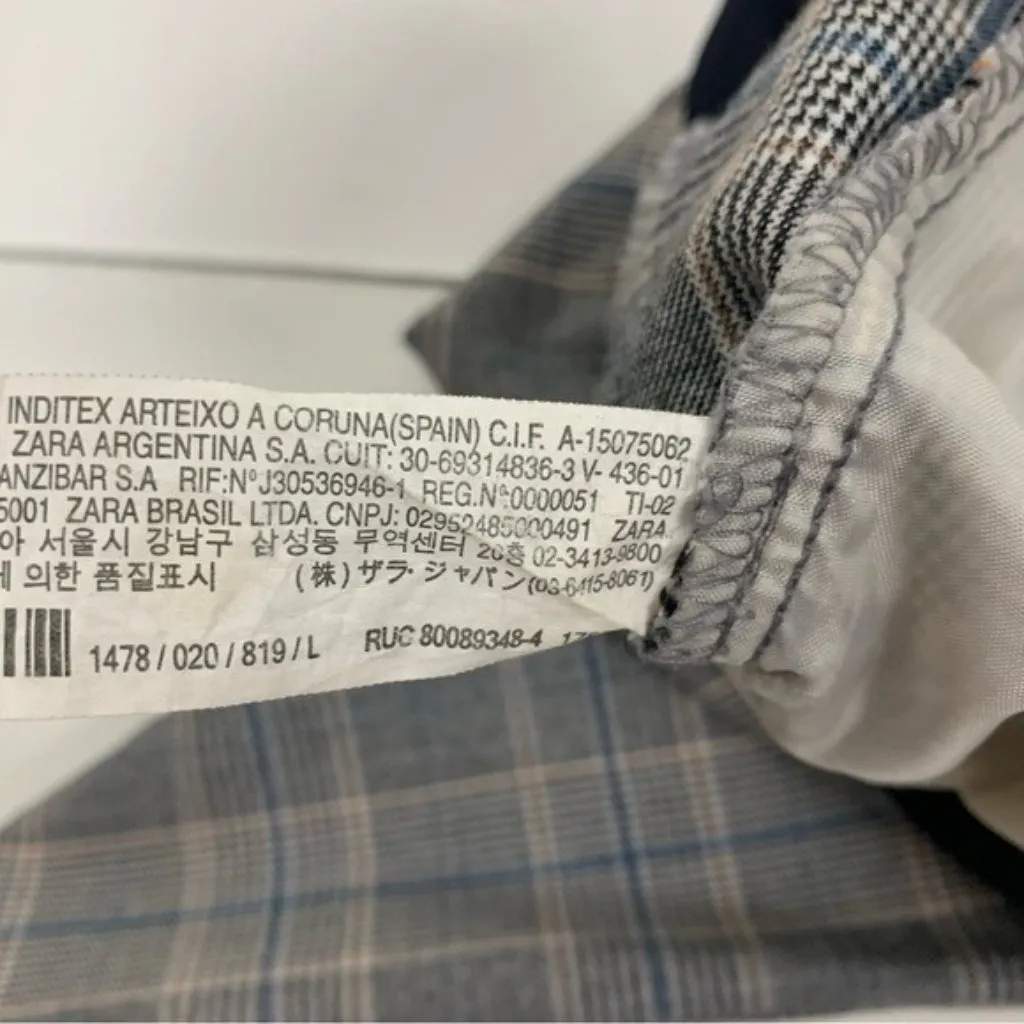 INDITEX ARTEIXO A CORUNA(SPAIN) C.I.F. A-15075062
ZARA ARGENTINA S.A. CUIT: 30-69314836-3 V- 436-01
ANZIBAR S.A RIF:NºJ30536946-1 REG.Nº:0000051 TI-02
5001 ZARA BRASIL LTDA. CNPJ: 02952485000491 ZARA
아 서울시 강남구 삼성동 무역센터 20층 02-3413-9800
에 의한 품질표시 (株)ザラ・ジャパン(03-6415-8061)
1478 / 020 / 819 / L RUC 80089348-4